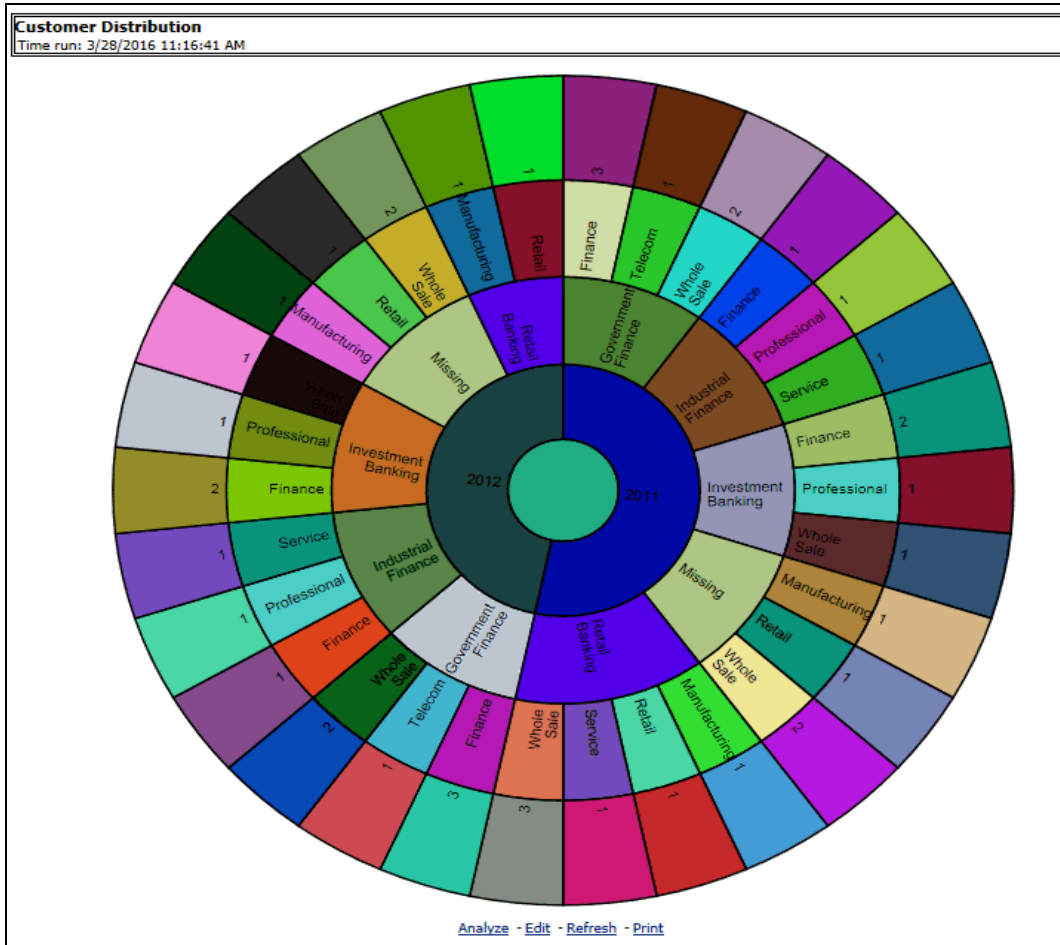 Customer Distribution
Time run: 3/28/2016 11:16:41 AM
2011
Government
Finance
Finance
3
Telecom
1
Whole
Sale
2
Industrial
Finance
Finance
1
Professional
1
Service
1
Investment
Banking
Finance
2
Professional
1
Whole
Sale
1
Missing
Manufacturing
1
Retail
1
Whole
Sale
2
Retail
Banking
Manufacturing
1
Retail
1
Service
1
Whole
Sale
3
2012
Government
Finance
Finance
3
Telecom
1
Whole
Sale
2
Industrial
Finance
Finance
1
Professional
1
Service
1
Investment
Banking
Finance
2
Professional
1
Whole
Sale
1
Missing
Manufacturing
1
Retail
1
Whole
Sale
2
Retail
Banking
Manufacturing
1
Retail
1
Analyze - Edit - Refresh - Print